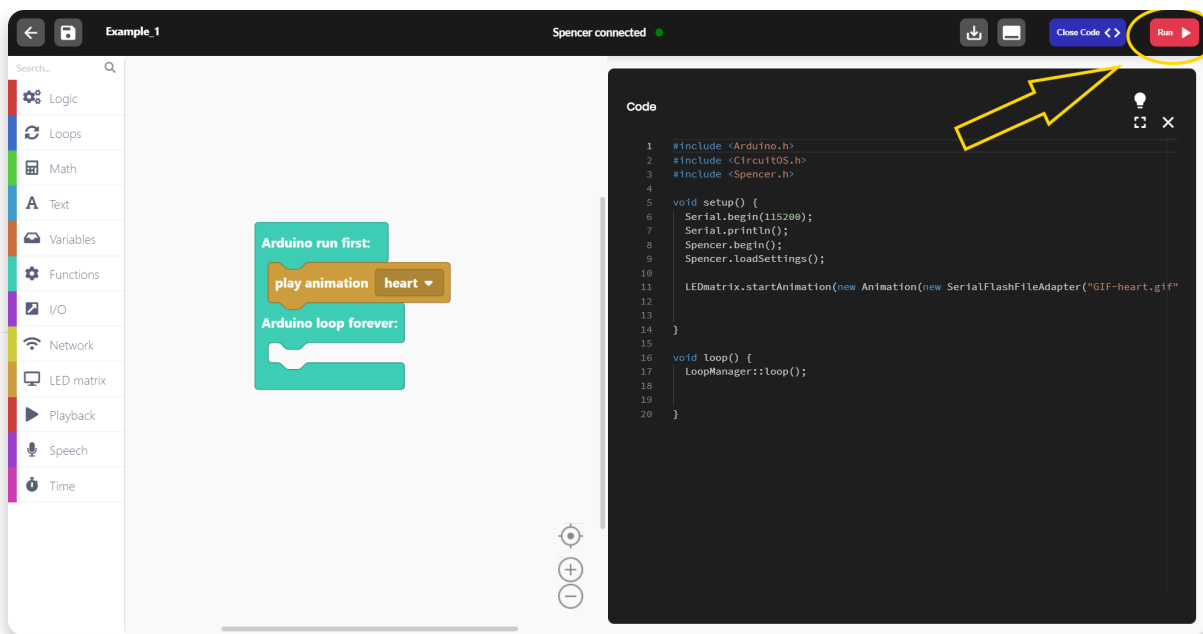 Example_1
Spencer connected
Close Code < >
Run
Search...
Logic
Loops
Math
Text
Variables
Functions
I/O
Network
LED matrix
Playback
Speech
Time
Arduino run first:
play animation heart
Arduino loop forever:
Code
1 #include <Arduino.h>
2 #include <CircuitOS.h>
3 #include <Spencer.h>
4
5 void setup() {
6 Serial.begin(115200);
7 Serial.println();
8 Spencer.begin();
9 Spencer.loadSettings();
10
11 LEDmatrix.startAnimation(new Animation(new SerialFlashFileAdapter("GIF-heart.gif"
12
13
14 }
15
16 void loop() {
17 LoopManager::loop();
18
19
20 }